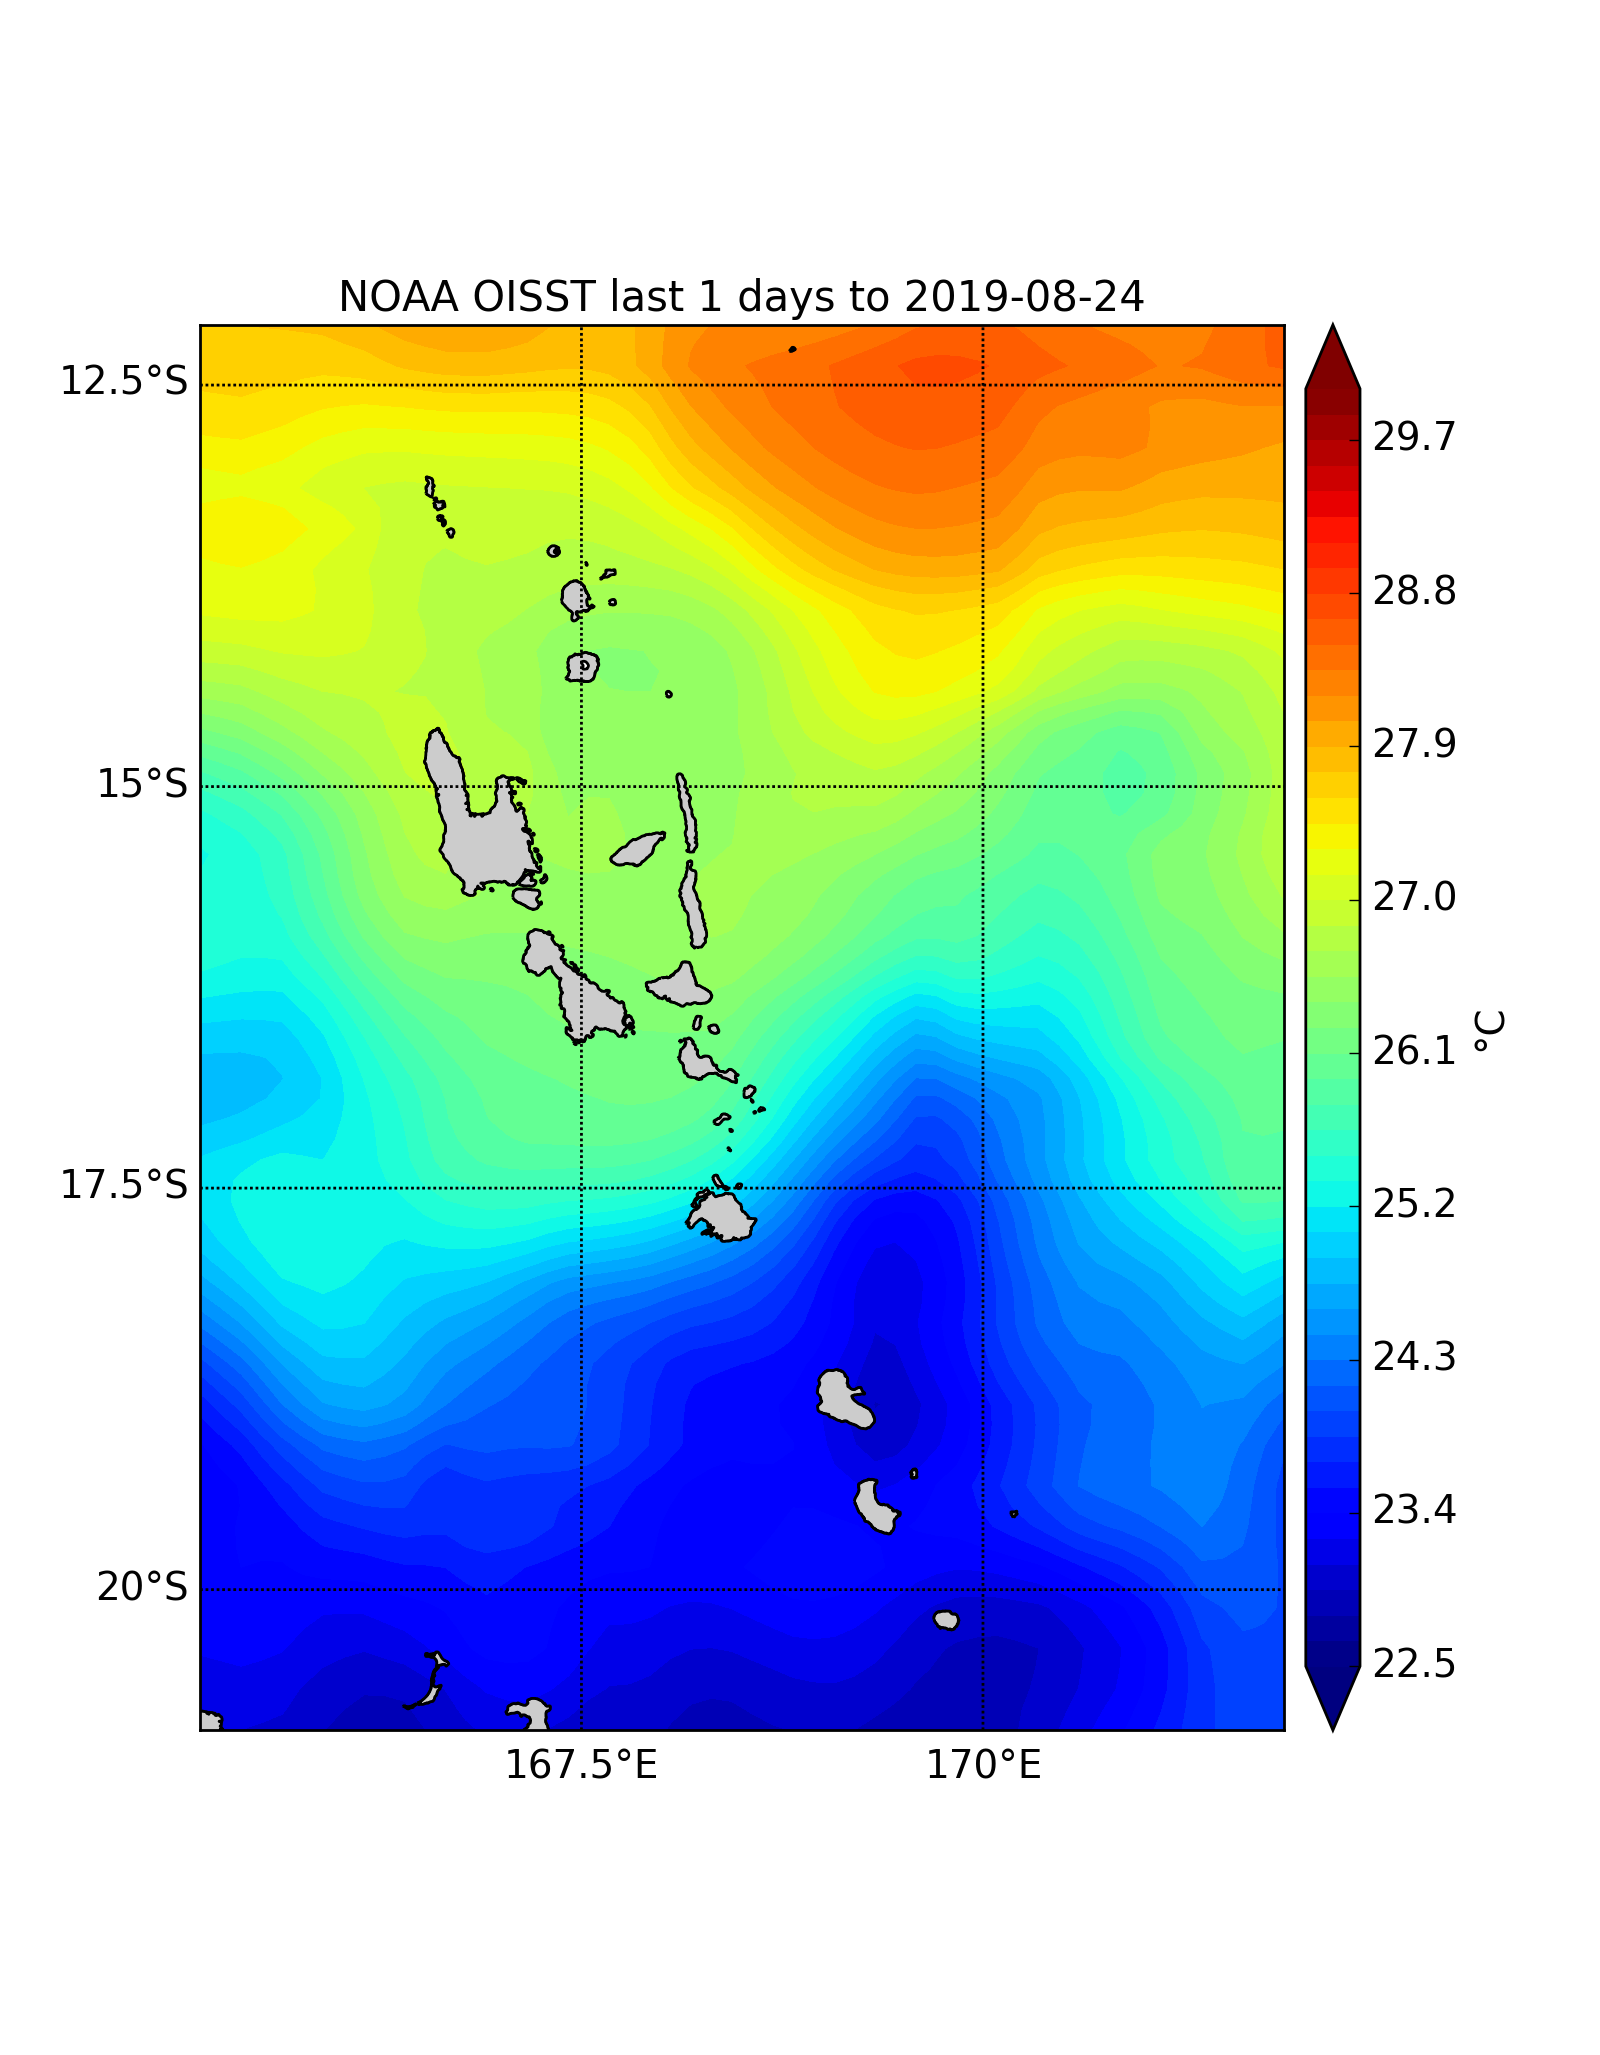 NOAA OISST last 1 days to 2019-08-24
12.5°S
15°S
17.5°S
20°S
167.5°E
170°E
29.7
28.8
27.9
27.0
26.1
25.2
24.3
23.4
22.5
°C